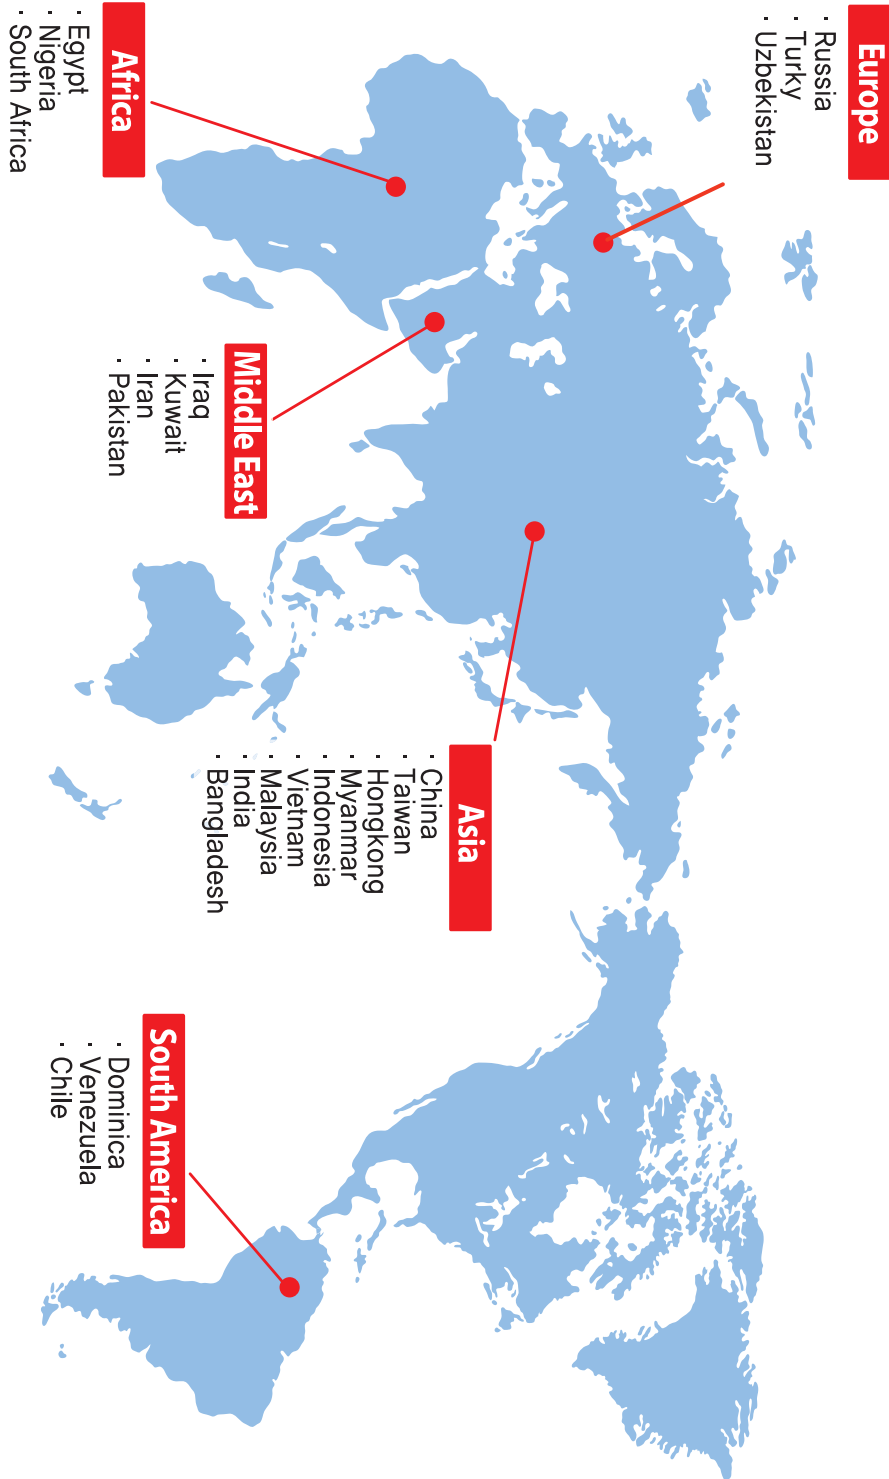 Europe
· Russia
· Turky
· Uzbekistan
Africa
· Egypt
· Nigeria
· South Africa
Middle East
· Iraq
· Kuwait
· Iran
· Pakistan
Asia
· China
· Taiwan
· Hongkong
· Myanmar
· Indonesia
· Vietnam
· Malaysia
· India
· Bangladesh
South America
· Dominica
· Venezuela
· Chile